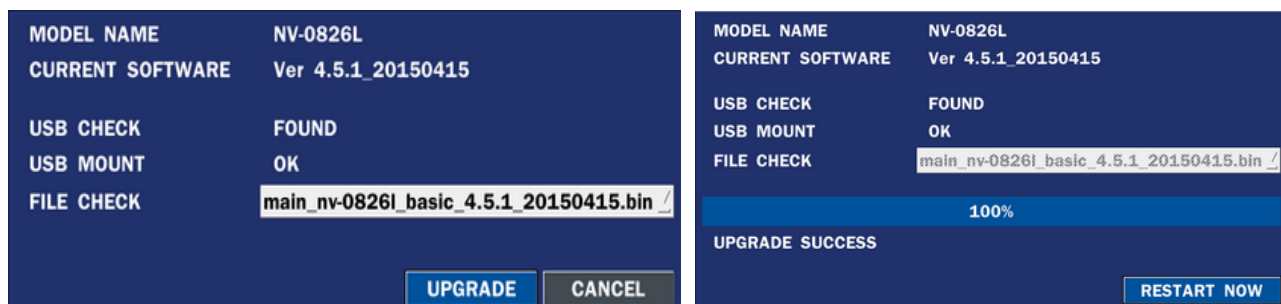 MODEL NAME NV-0826L
CURRENT SOFTWARE Ver 4.5.1_20150415
USB CHECK FOUND
USB MOUNT OK
FILE CHECK main_nv-0826l_basic_4.5.1_20150415.bin
UPGRADE CANCEL
MODEL NAME NV-0826L
CURRENT SOFTWARE Ver 4.5.1_20150415
USB CHECK FOUND
USB MOUNT OK
FILE CHECK main_nv-0826l_basic_4.5.1_20150415.bin
100%
UPGRADE SUCCESS
RESTART NOW